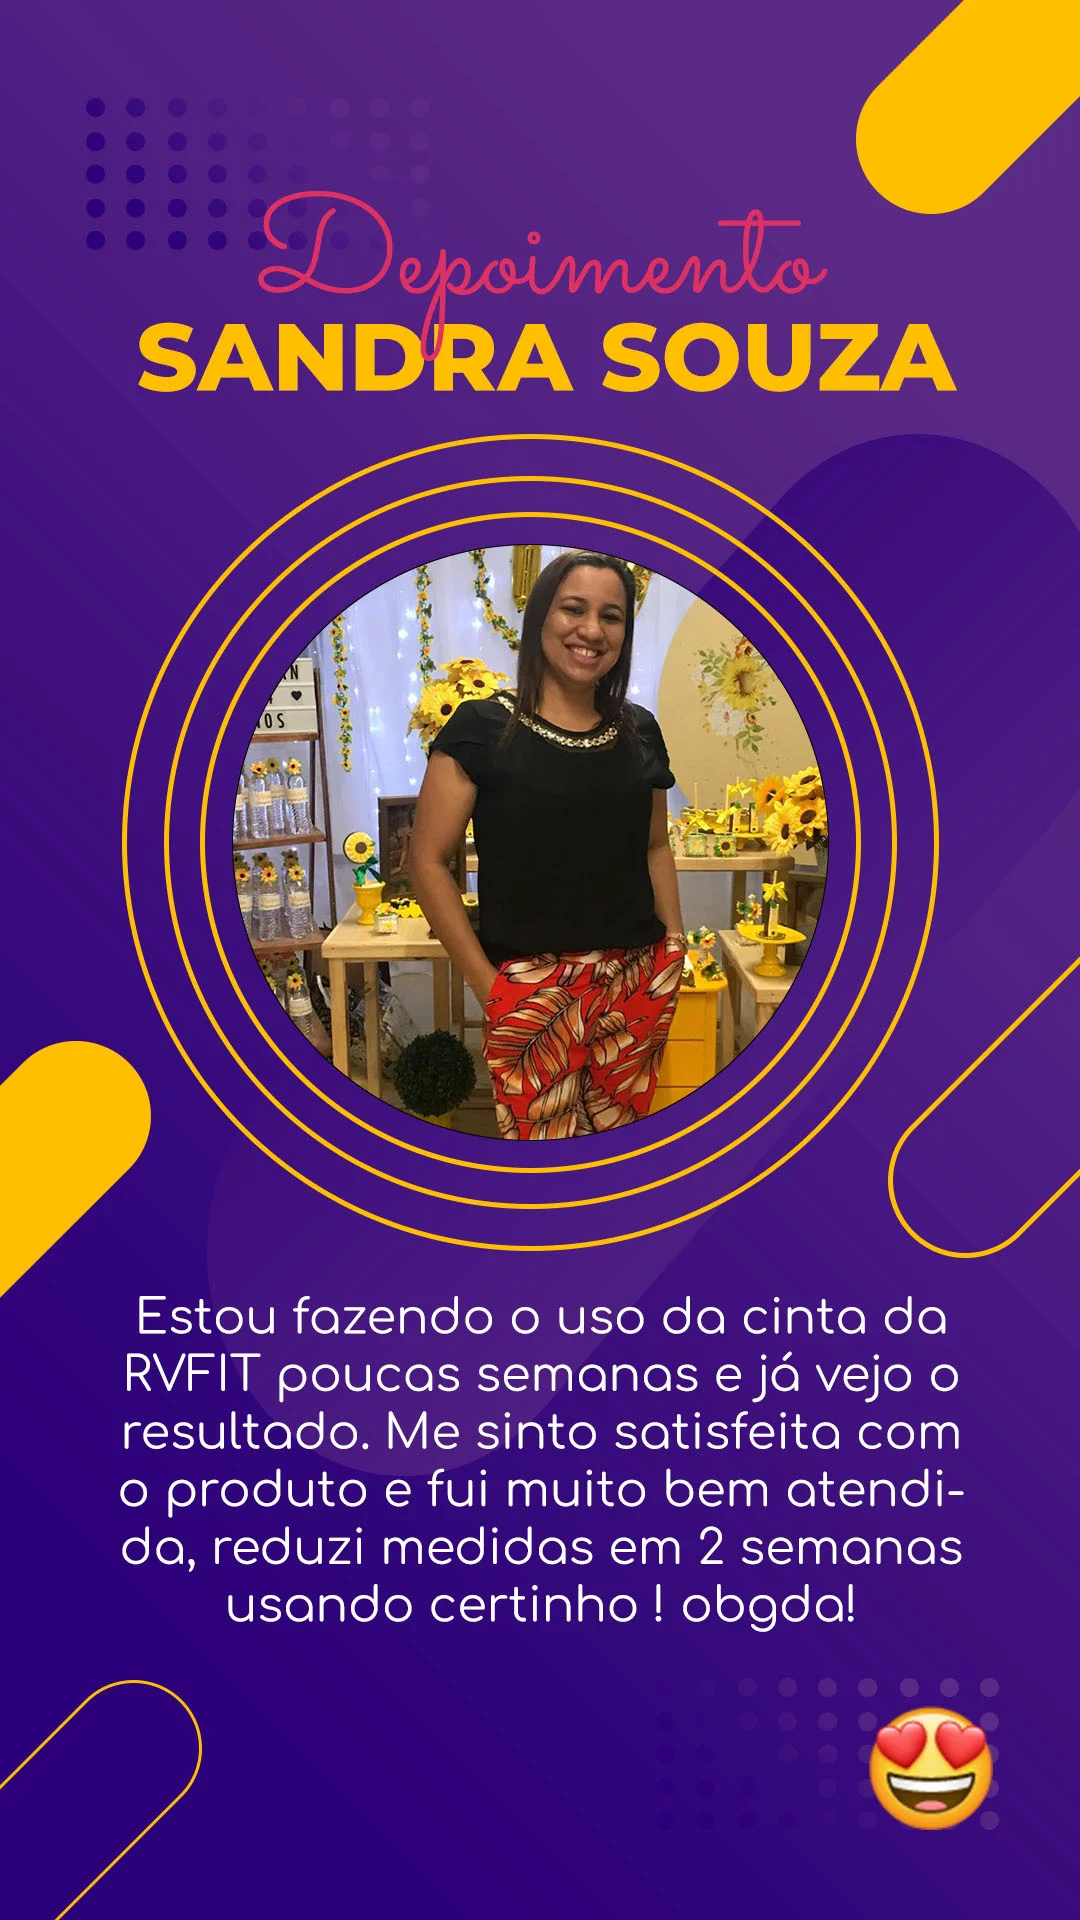 Depoimento
SANDRA SOUZA
N
OS
Estou fazendo o uso da cinta da
RVFIT poucas semanas e já vejo o
resultado. Me sinto satisfeita com
o produto e fui muito bem atendi-
da, reduzi medidas em 2 semanas
usando certinho ! obgda!